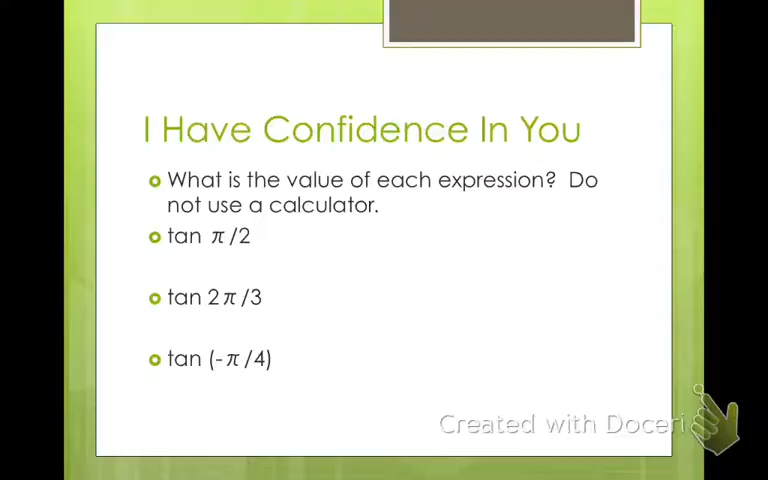 I Have Confidence In You
What is the value of each expression? Do
not use a calculator.
tan π/2
tan 2π/3
tan (-π/4)
Created with Doceri